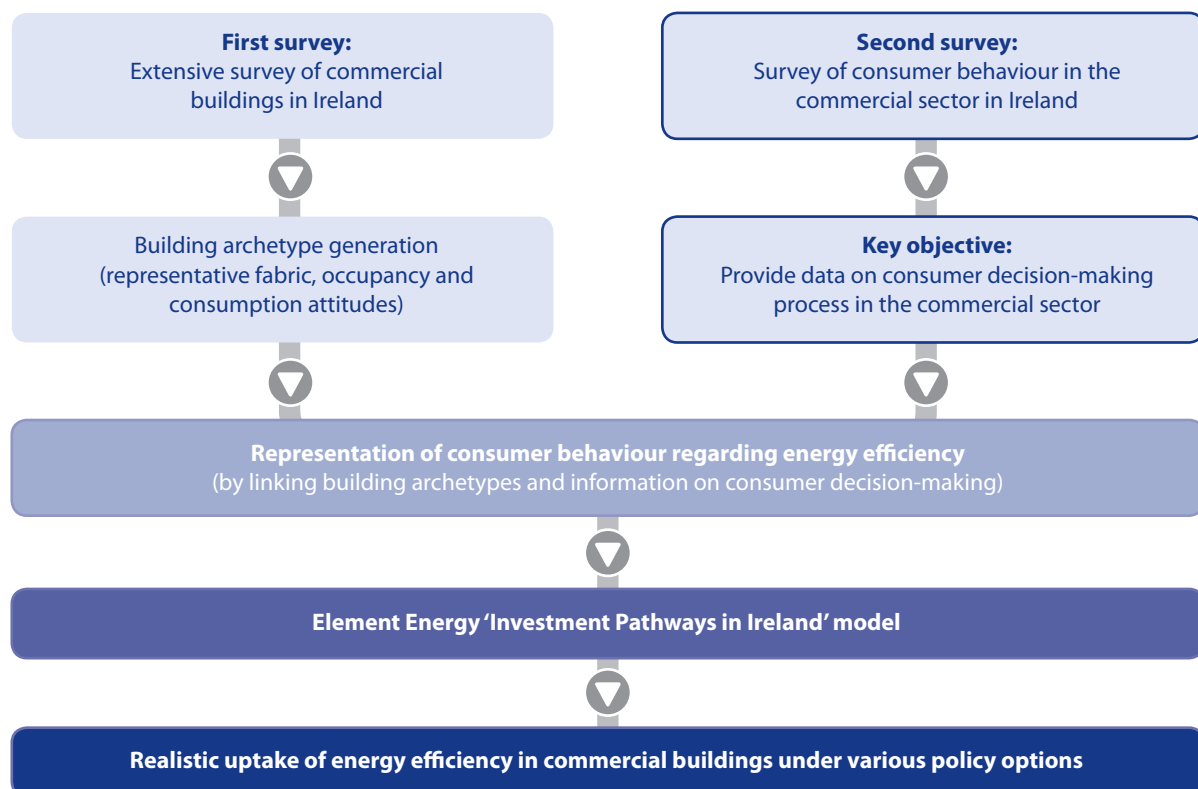 First survey:
Extensive survey of commercial
buildings in Ireland
Second survey:
Survey of consumer behaviour in the
commercial sector in Ireland
Building archetype generation
(representative fabric, occupancy and
consumption attitudes)
Key objective:
Provide data on consumer decision-making
process in the commercial sector
Representation of consumer behaviour regarding energy efficiency
(by linking building archetypes and information on consumer decision-making)
Element Energy ‘Investment Pathways in Ireland’ model
Realistic uptake of energy efficiency in commercial buildings under various policy options